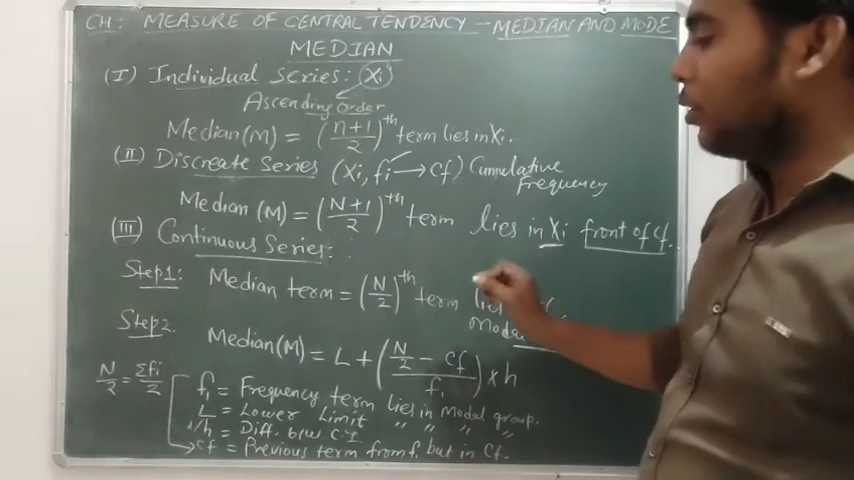 CH: MEASURE OF CENTRAL TENDENCY - MEDIAN AND MODE
MEDIAN
(I) Individual Series: (Xi)
Ascending Order
Median(M) = (n+1/2)^th term lies in Xi.
(II) Discreate Series (Xi, fi → Cf) Cumulative frequency
Median (M) = (N+1/2)^th term lies in Xi front of Cf.
(III) Continuous Series:
Step1: Median term = (N/2)^th term
Step2. Median(M) = L + (N/2 - Cf / f1) × h
N/2 = Σfi/2
f1 = Frequency term lies in Modal group.
L = Lower Limit " " " "
i/h = Diff. b/w C-I
Cf = Previous term from f1 but in Cf.